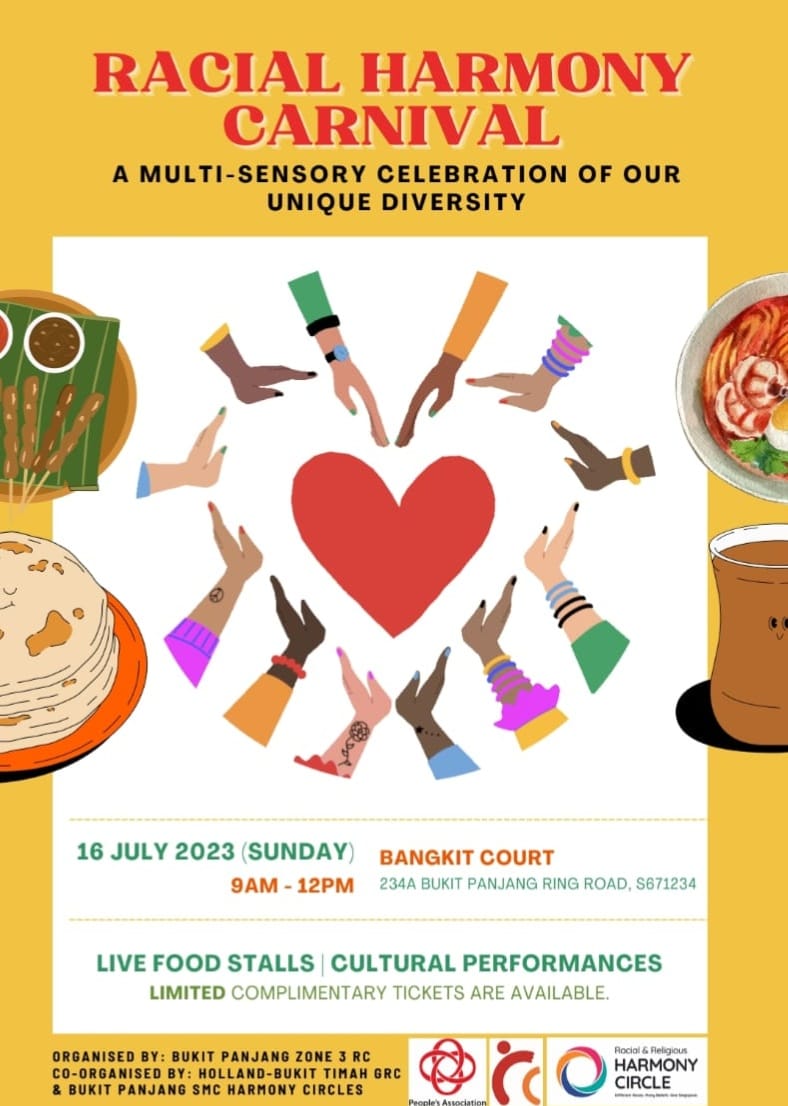 RACIAL HARMONY
CARNIVAL
A MULTI-SENSORY CELEBRATION OF OUR
UNIQUE DIVERSITY
16 JULY 2023 (SUNDAY)
9AM - 12PM
BANGKIT COURT
234A BUKIT PANJANG RING ROAD, S671234
LIVE FOOD STALLS | CULTURAL PERFORMANCES
LIMITED COMPLIMENTARY TICKETS ARE AVAILABLE.
ORGANISED BY: BUKIT PANJANG ZONE 3 RC
CO-ORGANISED BY: HOLLAND-BUKIT TIMAH GRC
& BUKIT PANJANG SMC HARMONY CIRCLES
People's Association
Racial & Religious
HARMONY
CIRCLE